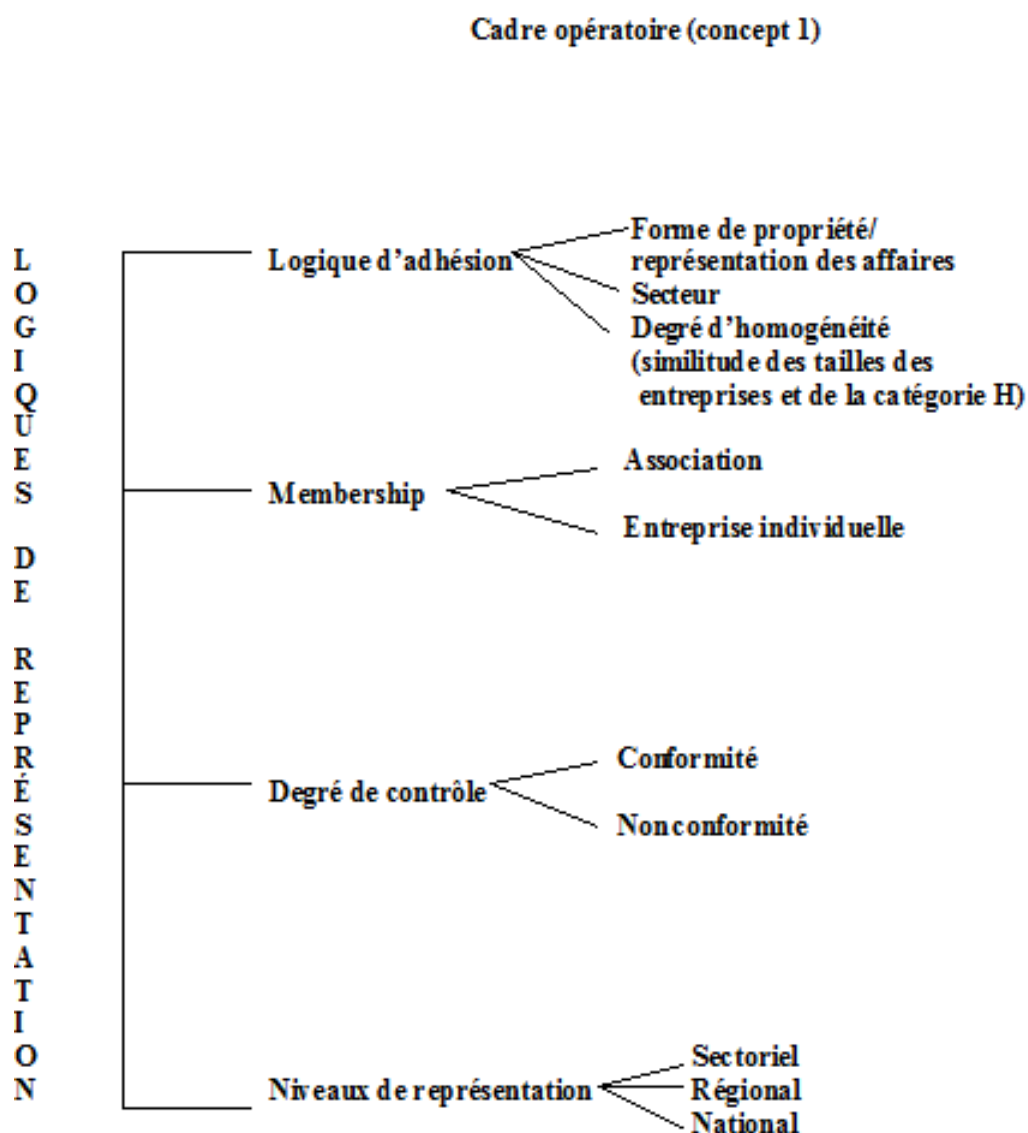 Cadre opératoire (concept 1)
LOGIQUES DE REPRÉSENTATION
Logique d'adhésion
Forme de propriété/
représentation des affaires
Secteur
Degré d'homogénéité
(similitude des tailles des
entreprises et de la catégorie H)
Membership
Association
Entreprise individuelle
Degré de contrôle
Conformité
Non conformité
Niveaux de représentation
Sectoriel
Régional
National